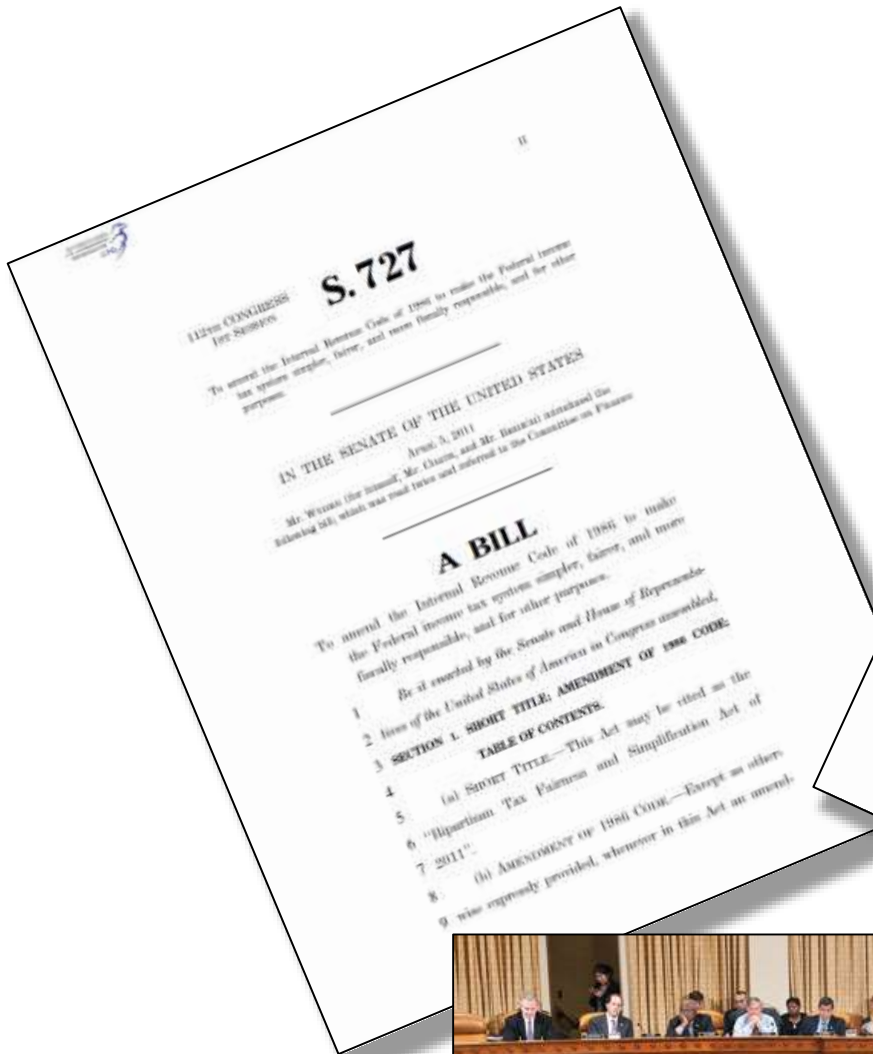 II
112TH CONGRESS
1ST SESSION
S. 727
To amend the Internal Revenue Code of 1986 to make the Federal income
tax system simpler, fairer, and more fiscally responsible, and for other
purposes.
IN THE SENATE OF THE UNITED STATES
APRIL 5, 2011
Mr. WYDEN (for himself, Mr. COATS, and Mr. BEGICH) introduced the
following bill; which was read twice and referred to the Committee on Finance
A BILL
To amend the Internal Revenue Code of 1986 to make
the Federal income tax system simpler, fairer, and more
fiscally responsible, and for other purposes.
1 Be it enacted by the Senate and House of Representa-
2 tives of the United States of America in Congress assembled,
3 SECTION 1. SHORT TITLE; AMENDMENT OF 1986 CODE;
4 TABLE OF CONTENTS.
5 (a) SHORT TITLE.—This Act may be cited as the
6 "Bipartisan Tax Fairness and Simplification Act of
7 2011".
8 (b) AMENDMENT OF 1986 CODE.—Except as other-
9 wise expressly provided, whenever in this Act an amend-